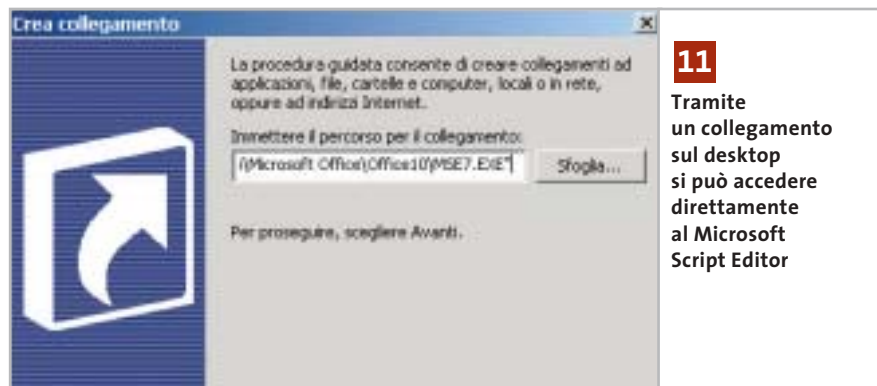 Crea collegamento
La procedura guidata consente di creare collegamenti ad
applicazioni, file, cartelle e computer, locali o in rete,
oppure ad indirizzi Internet.
Immettere il percorso per il collegamento:
i\Microsoft Office\Office10\MSE7.EXE"
Sfoglia...
Per proseguire, scegliere Avanti.
11
Tramite
un collegamento
sul desktop
si può accedere
direttamente
al Microsoft
Script Editor